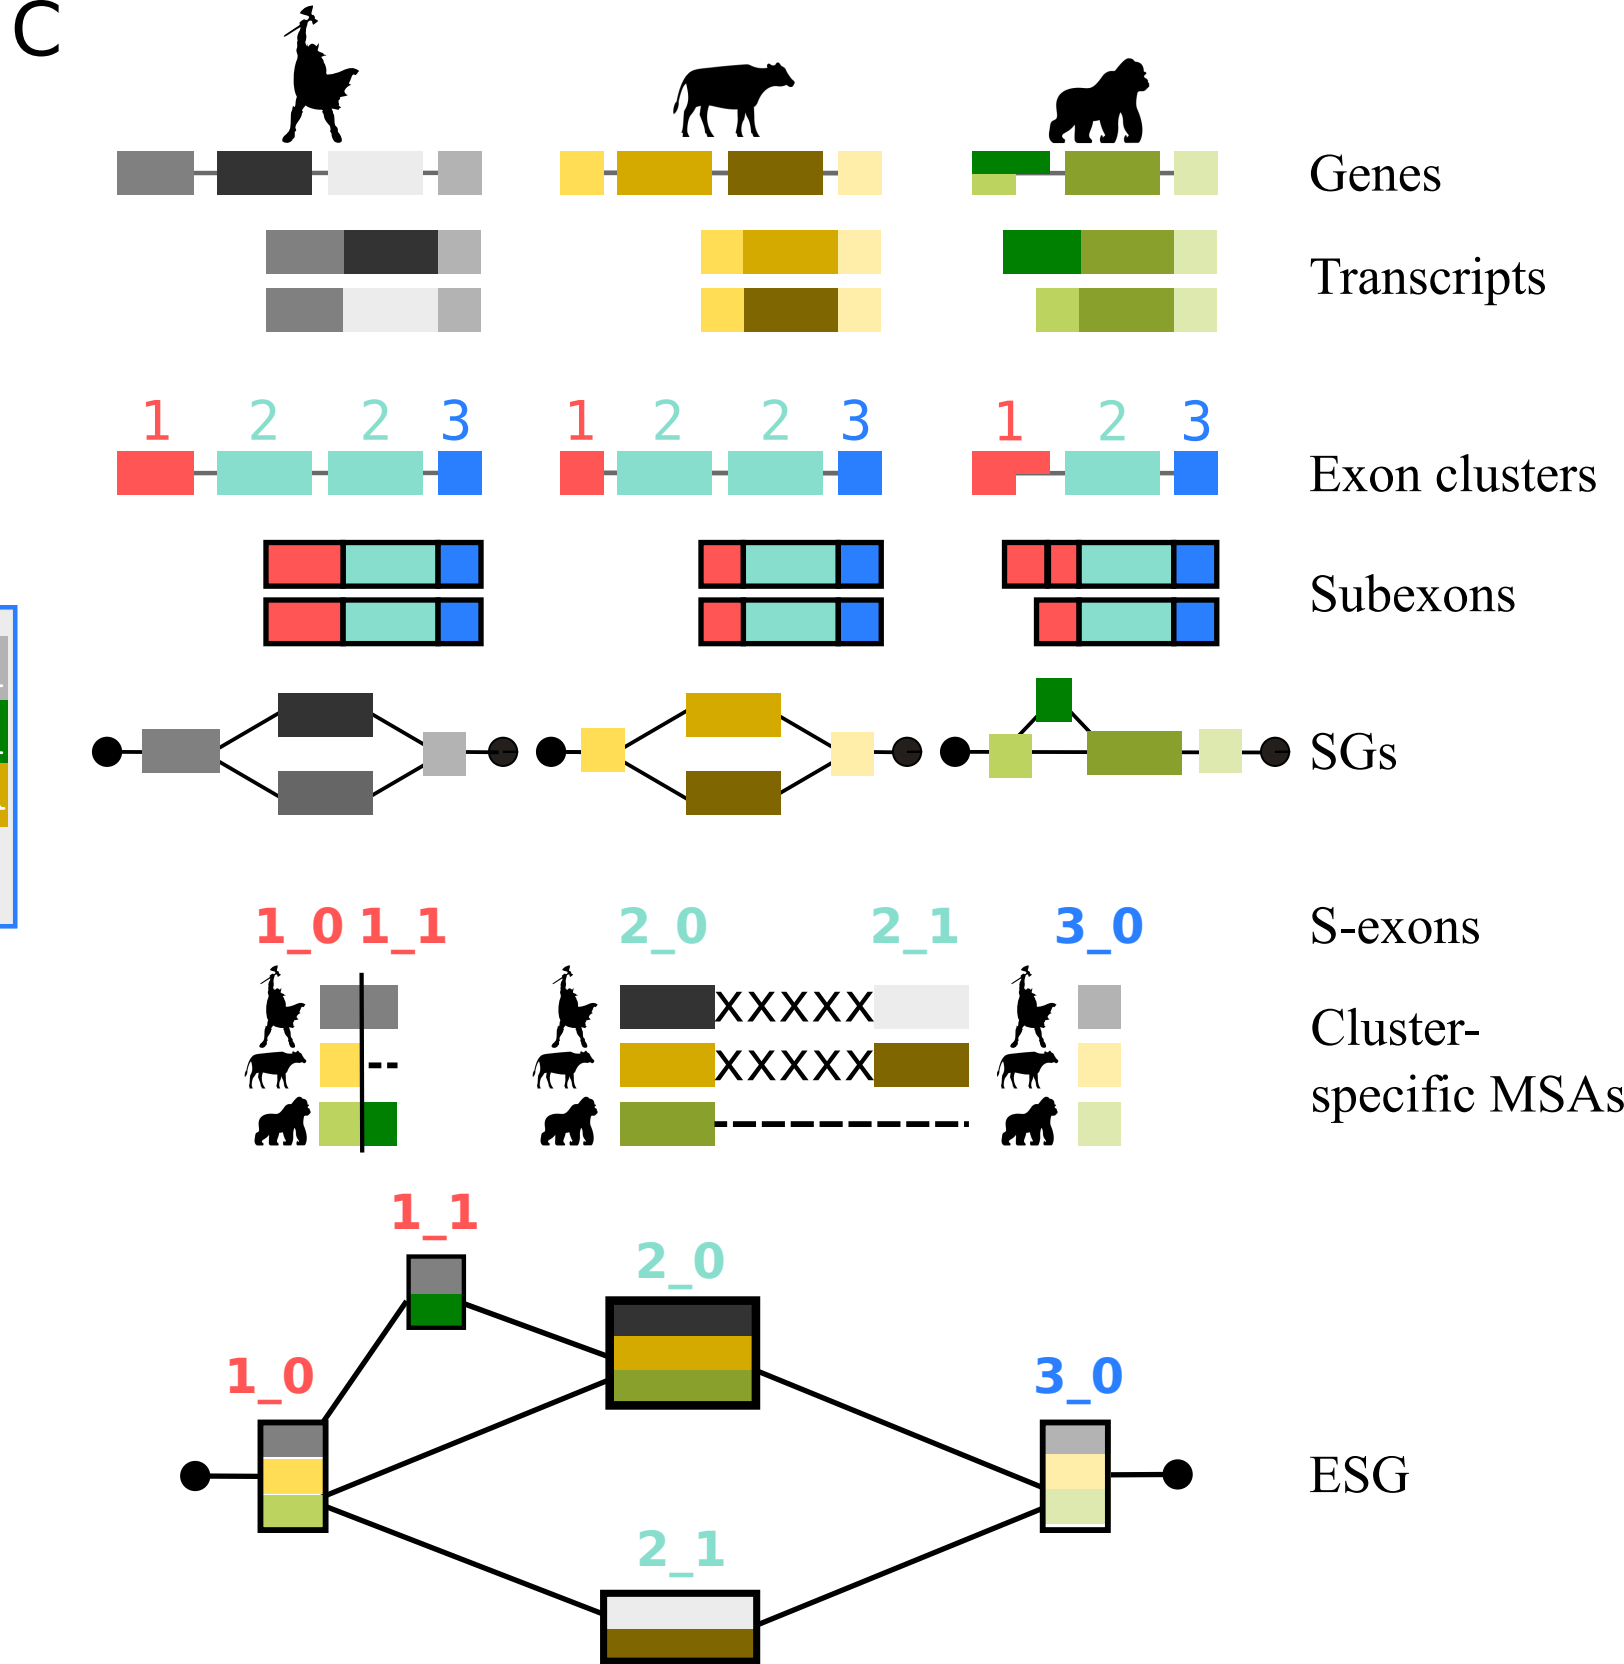 C
Genes
Transcripts
1 2 2 3 1 2 2 3 1 2 3
Exon clusters
Subexons
SGs
1_0 1_1 2_0 2_1 3_0 S-exons
XXXXX
XXXXX
Cluster-
specific MSAs
1_1
2_0
1_0
3_0
ESG
2_1